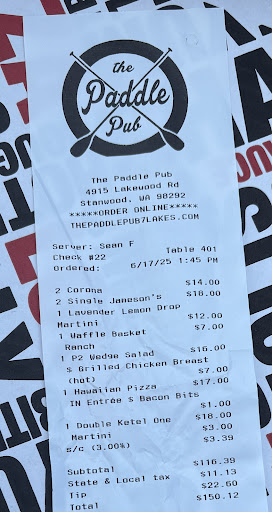 the
Paddle
Pub
The Paddle Pub
4915 Lakewood Rd
Stanwood, WA 98292
*****ORDER ONLINE*****
THEPADDLEPUB7LAKES.COM
Server: Sean F
Check #22 Table 401
Ordered: 6/17/25 1:45 PM
2 Corona $14.00
2 Single Jameson's $18.00
1 Lavender Lemon Drop
Martini $12.00
1 Waffle Basket $7.00
Ranch
1 P2 Wedge Salad $16.00
S Grilled Chicken Breast
(hot) $7.00
1 Hawaiian Pizza $17.00
IN Entrée S Bacon Bits
$1.00
1 Double Ketel One $18.00
Martini $3.00
s/c (3.00%) $3.39
Subtotal $116.39
State & Local tax $11.13
Tip $22.60
Total $150.12